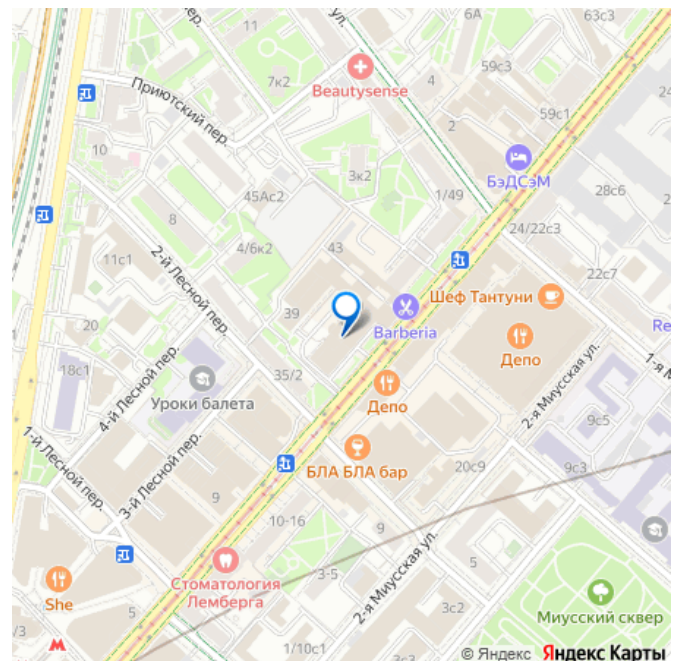 6А
63с3
11
ул.
59с3
7к2
Beautysense
4
Приютский пер.
59с1
2
10
БэДСэМ
3к2
28с6
45Ас2
1/49
8
24/22с3
4/6к2
43
2-й Лесной пер.
11с1
22с7
Шеф Тантуни
39
Barberia
Re
20
Депо
18с1
4-й Лесной пер.
35/2
2-я Миусская ул.
1-я М
Уроки балета
Депо
9с5
1-й Лесной пер.
3-й Лесной пер.
БЛА БЛА бар
20с9
9с3
9
10-16
9
2-я Миусская ул.
Стоматология
Лемберга
3-5
5
She
5
3с2
Миусский сквер
1/10с1
© Яндекс Яндекс Карты